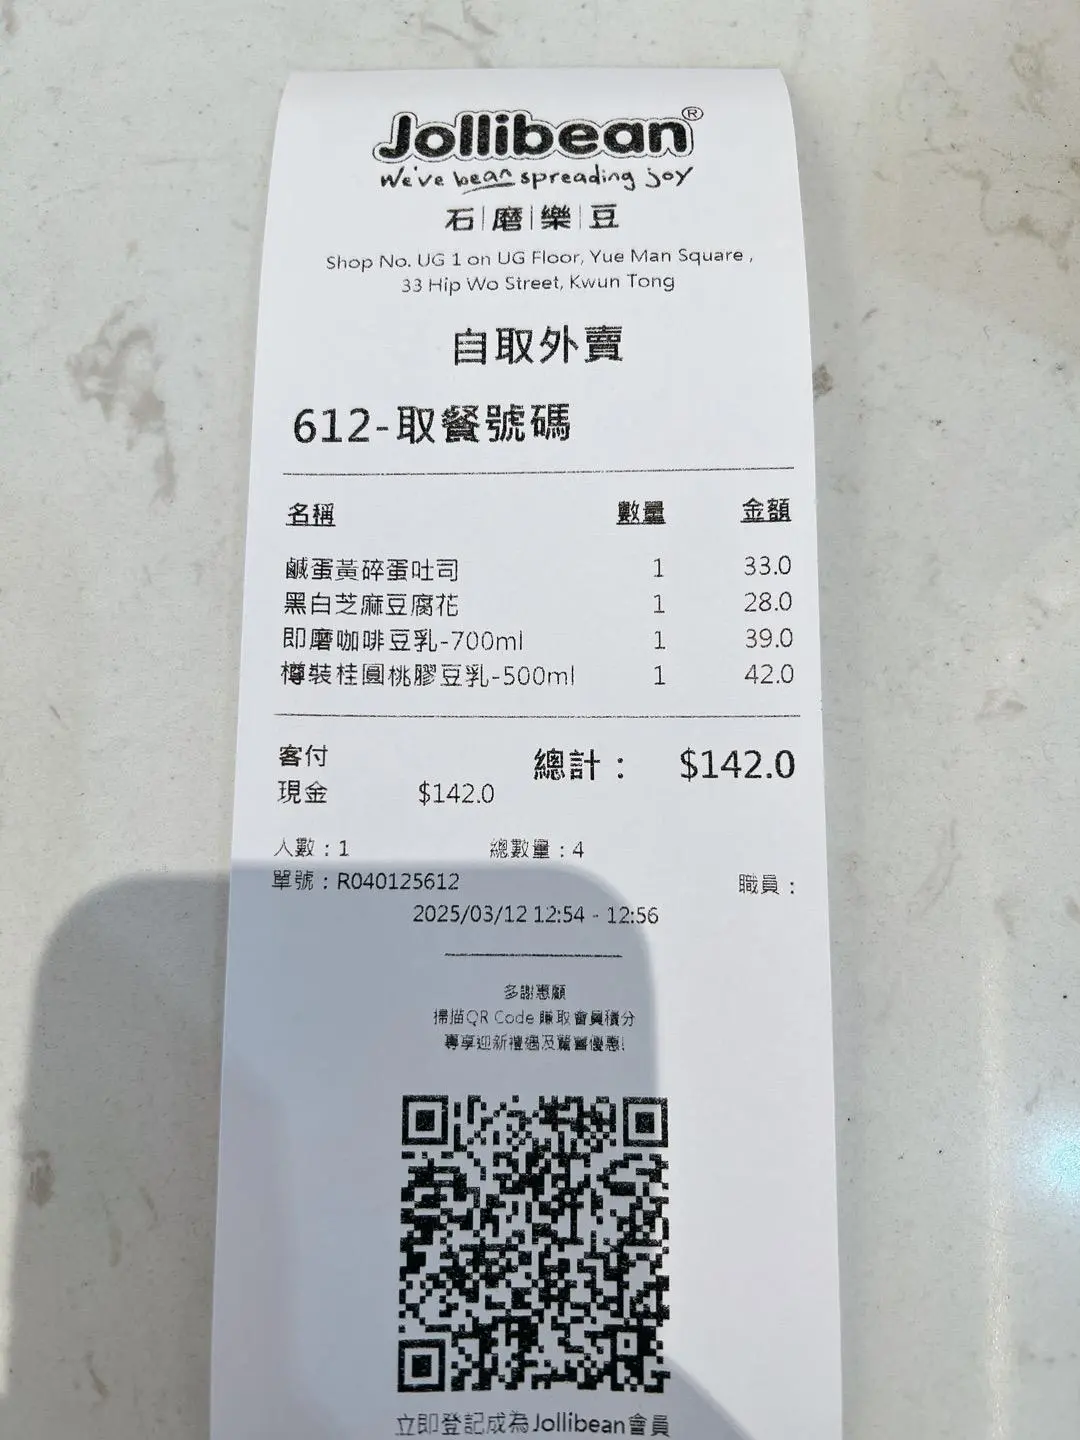 Jollibean®
We've bean spreading joy
石|磨|樂|豆
Shop No. UG 1 on UG Floor, Yue Man Square ,
33 Hip Wo Street, Kwun Tong
自取外賣
612-取餐號碼
名稱 數量 金額
鹹蛋黃碎蛋吐司 1 33.0
黑白芝麻豆腐花 1 28.0
即磨咖啡豆乳-700ml 1 39.0
樽裝桂圓桃膠豆乳-500ml 1 42.0
客付 總計： $142.0
現金 $142.0
人數：1 總數量：4
單號：R040125612 職員：
2025/03/12 12:54 - 12:56
多謝惠顧
掃描QR Code 賺取會員積分
專享迎新禮遇及驚喜優惠!
立即登記成為Jollibean會員